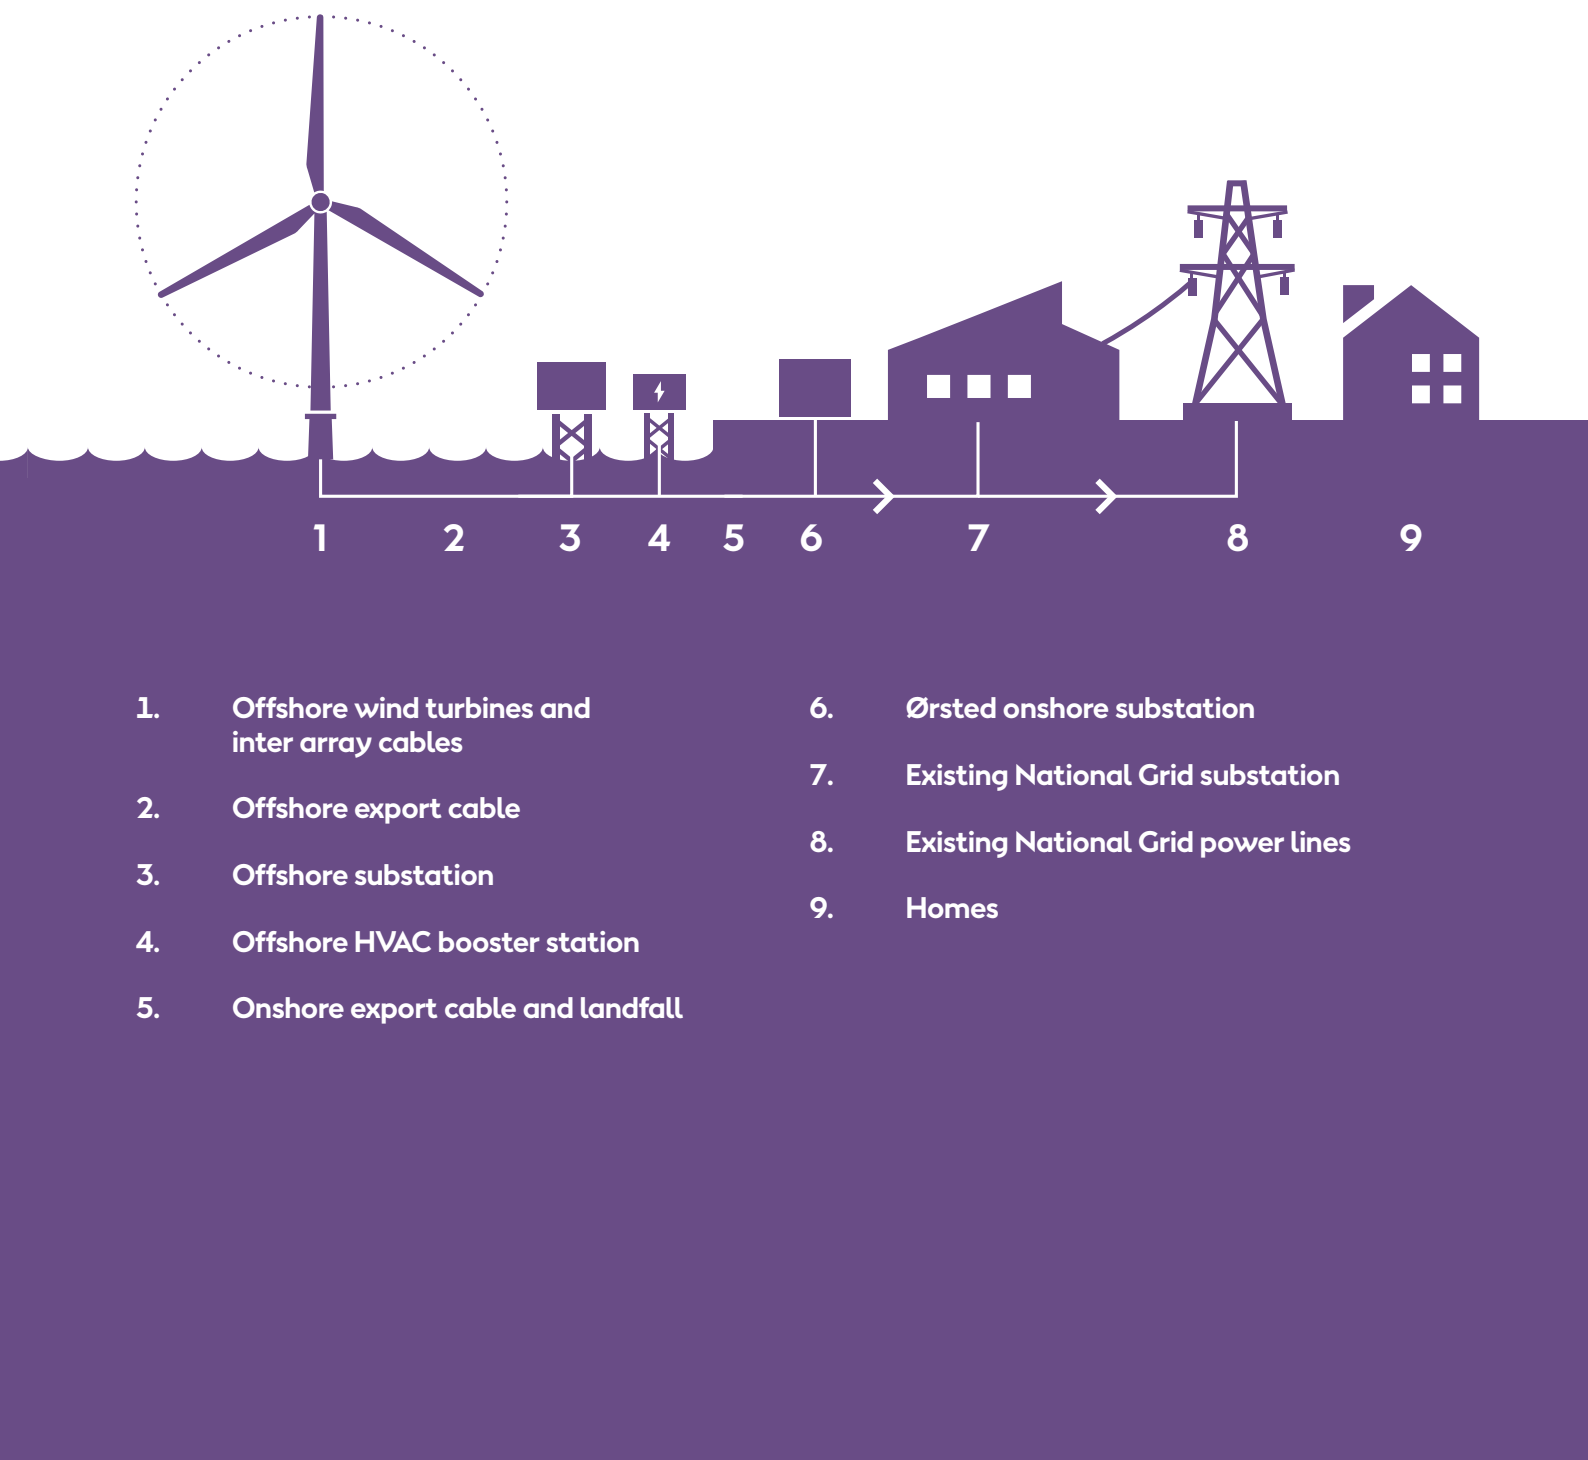 1 2 3 4 5 6 7 8 9
1. Offshore wind turbines and
inter array cables
2. Offshore export cable
3. Offshore substation
4. Offshore HVAC booster station
5. Onshore export cable and landfall
6. Ørsted onshore substation
7. Existing National Grid substation
8. Existing National Grid power lines
9. Homes